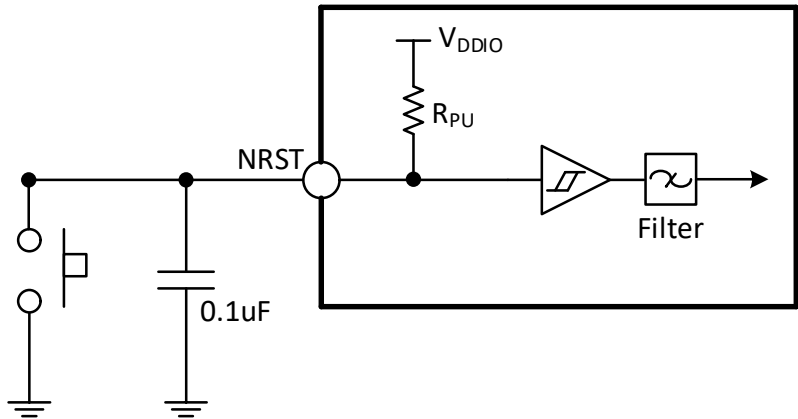 VDDIO
RPU
NRST
Filter
0.1uF